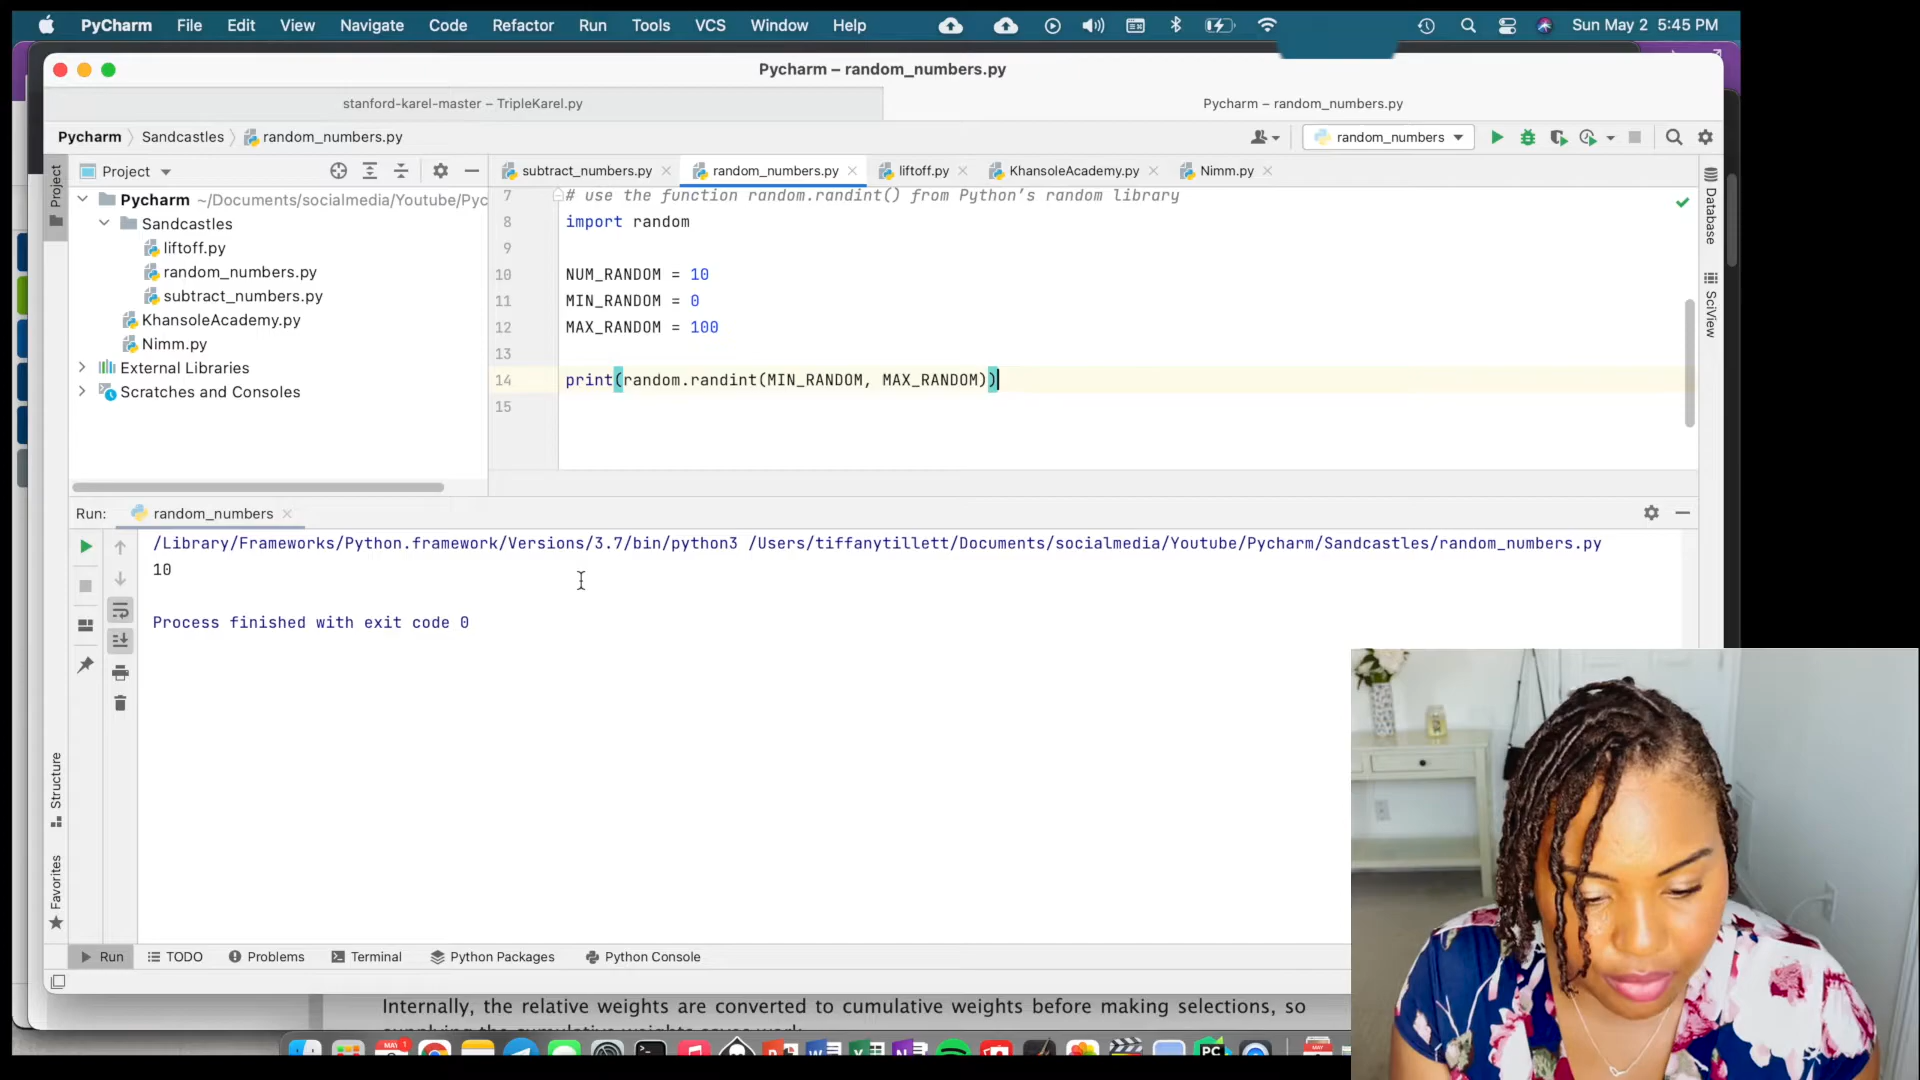 PyCharm File Edit View Navigate Code Refactor Run Tools VCS Window Help Sun May 2 5:45 PM
Pycharm – random_numbers.py
stanford-karel-master – TripleKarel.py Pycharm – random_numbers.py
Pycharm Sandcastles random_numbers.py random_numbers
Project subtract_numbers.py random_numbers.py liftoff.py KhansoleAcademy.py Nimm.py
Project
Pycharm ~/Documents/socialmedia/Youtube/Pyc
Sandcastles
liftoff.py
random_numbers.py
subtract_numbers.py
KhansoleAcademy.py
Nimm.py
External Libraries
Scratches and Consoles
7 # use the function random.randint() from Python's random library
8 import random
9
10 NUM_RANDOM = 10
11 MIN_RANDOM = 0
12 MAX_RANDOM = 100
13
14 print(random.randint(MIN_RANDOM, MAX_RANDOM))
15
Database
SciView
Run: random_numbers
/Library/Frameworks/Python.framework/Versions/3.7/bin/python3 /Users/tiffanytillett/Documents/socialmedia/Youtube/Pycharm/Sandcastles/random_numbers.py
10
Process finished with exit code 0
Structure
Favorites
Run TODO Problems Terminal Python Packages Python Console
Internally, the relative weights are converted to cumulative weights before making selections, so
MAY
PC